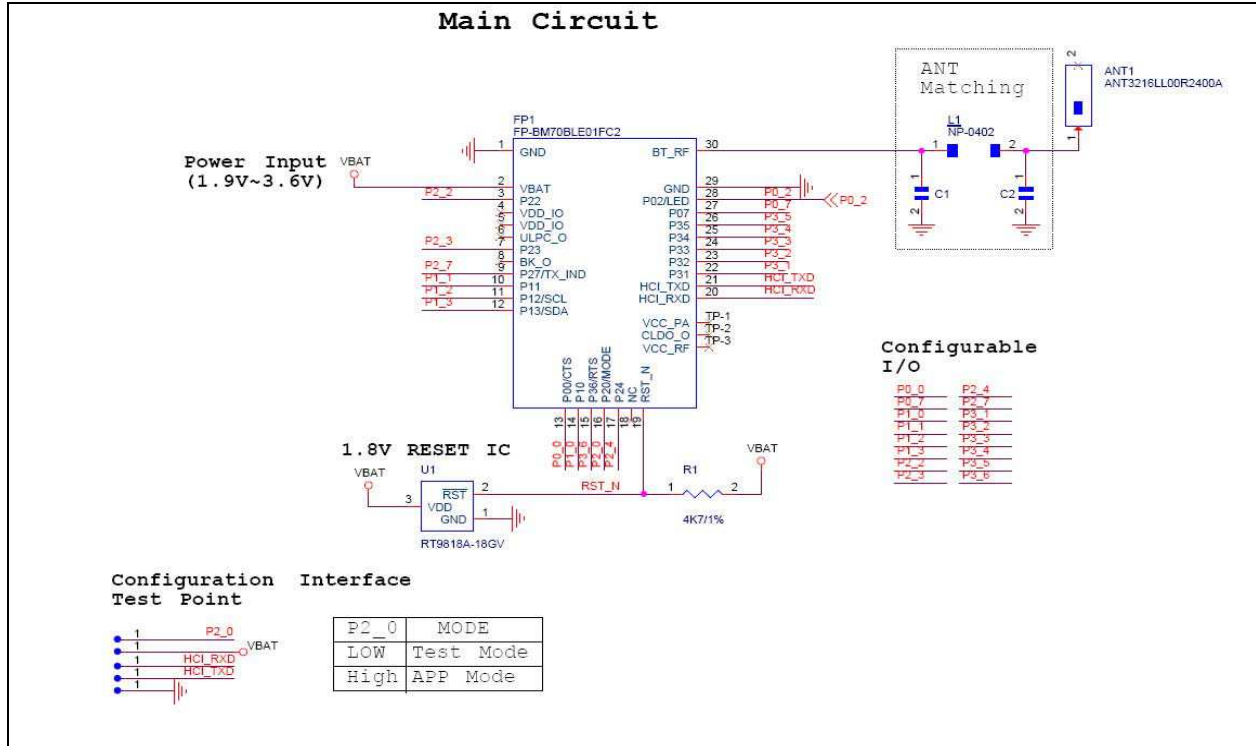 Main Circuit
ANT
Matching
L1
NP-0402
1
2
C1
1
2
C2
1
2
2
1
ANT1
ANT3216LL00R2400A
FP1
FP-BM70BLE01FC2
Power Input
(1.9V~3.6V)
VBAT
1 GND
2 VBAT
P2_2 3 P22
4 VDD_IO
5 VDD_IO
6 ULPC_O
P2_3 7 P23
8 BK_O
P2_7 9 P27/TX_IND
P1_1 10 P11
P1_2 11 P12/SCL
P1_3 12 P13/SDA
BT_RF 30
GND 29
P02/LED 28 P0_2 P0_2
P07 27 P0_7
P35 26 P3_5
P34 25 P3_4
P33 24 P3_3
P32 23 P3_2
P31 22 P3_1
HCI_TXD 21 HCI_TXD
HCI_RXD 20 HCI_RXD
VCC_PA TP-1
CLDO_O TP-2
VCC_RF TP-3
P00/CTS 13 P0_0
P10 14 P1_0
P36/RTS 15 P3_6
P20/MODE 16 P2_0
P24 17 P2_4
NC 18
RST_N 19
Configurable
I/O
P0_0 P2_4
P0_7 P2_7
P1_0 P3_1
P1_1 P3_2
P1_2 P3_3
P1_3 P3_4
P2_2 P3_5
P2_3 P3_6
1.8V RESET IC
VBAT
U1
3 VDD
RST 2
GND 1
RT9818A-18GV
RST_N
R1
1 2
4K7/1%
VBAT
Configuration Interface
Test Point
1 P2_0
1 VBAT
1 HCI_RXD
1 HCI_TXD
1
P2_0 MODE
LOW Test Mode
High APP Mode